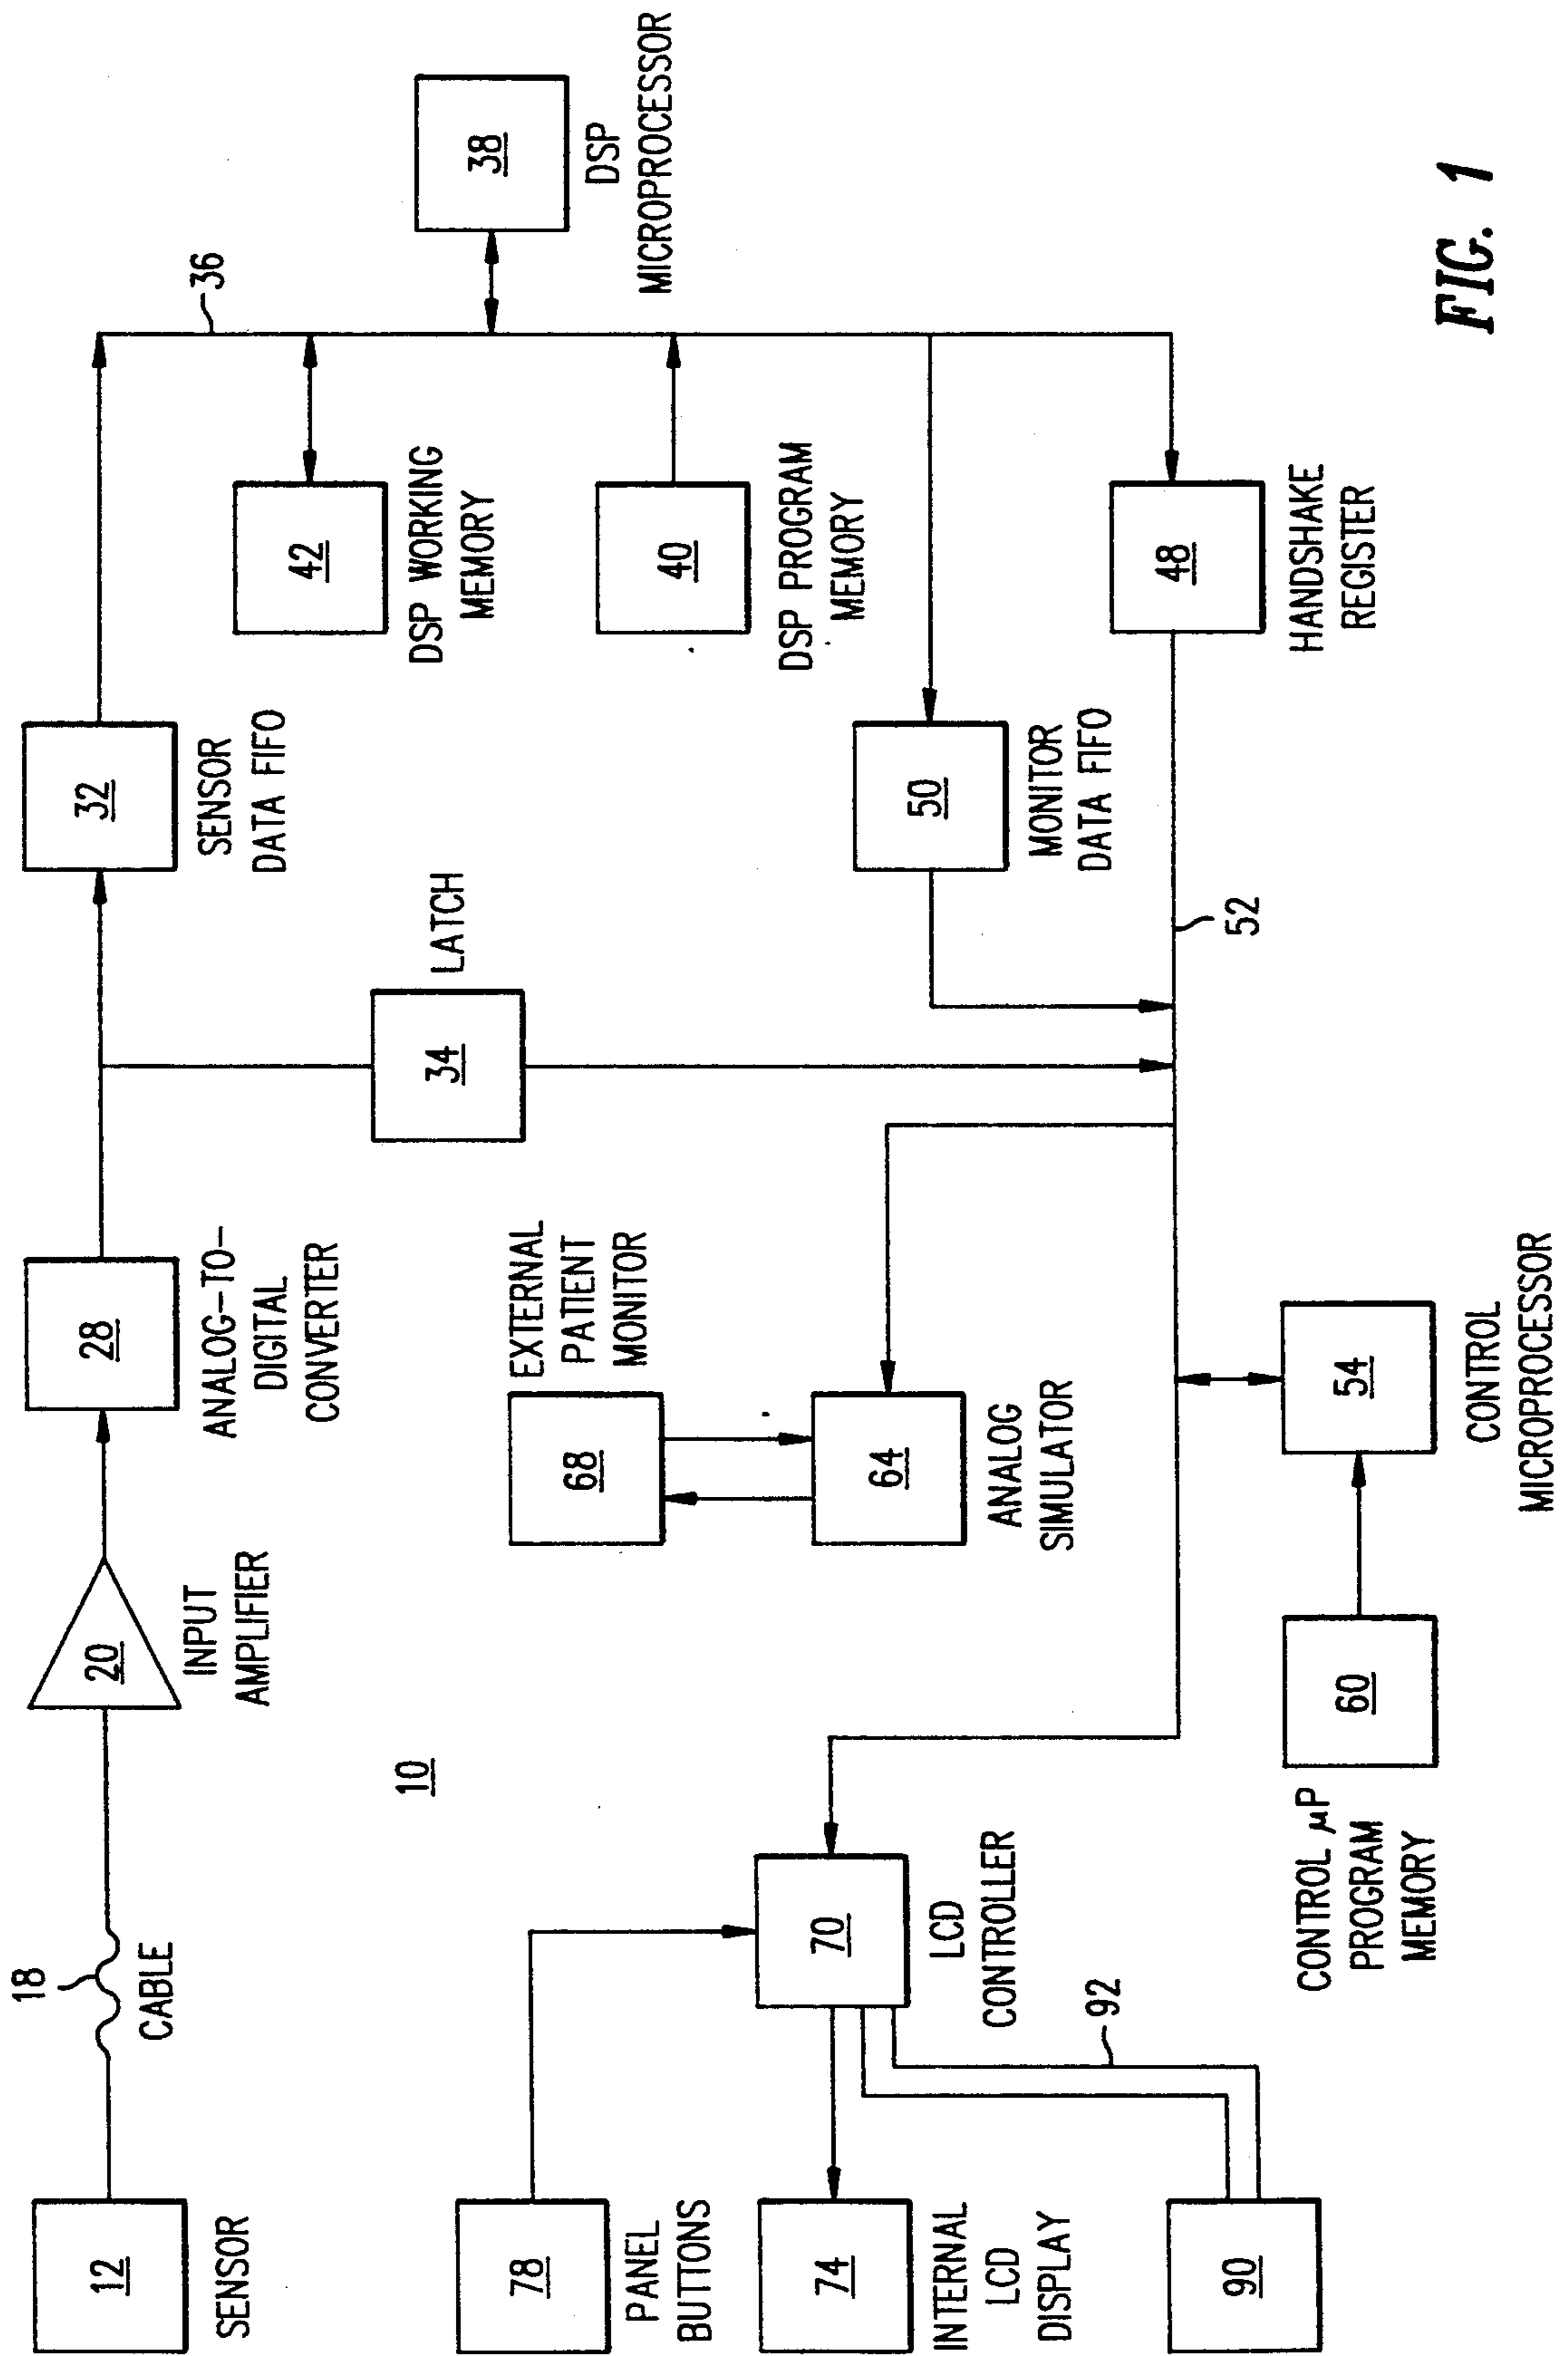 12
SENSOR
18
CABLE
20
INPUT
AMPLIFIER
28
ANALOG-TO-
DIGITAL
CONVERTER
32
SENSOR
DATA FIFO
36
34
LATCH
42
DSP WORKING
MEMORY
38
DSP
MICROPROCESSOR
10
68
EXTERNAL
PATIENT
MONITOR
40
DSP PROGRAM
MEMORY
78
PANEL
BUTTONS
70
LCD
CONTROLLER
64
ANALOG
SIMULATOR
50
MONITOR
DATA FIFO
74
INTERNAL
LCD
DISPLAY
92
52
48
HANDSHAKE
REGISTER
90
60
CONTROL µP
PROGRAM
MEMORY
54
CONTROL
MICROPROCESSOR
FIG. 1